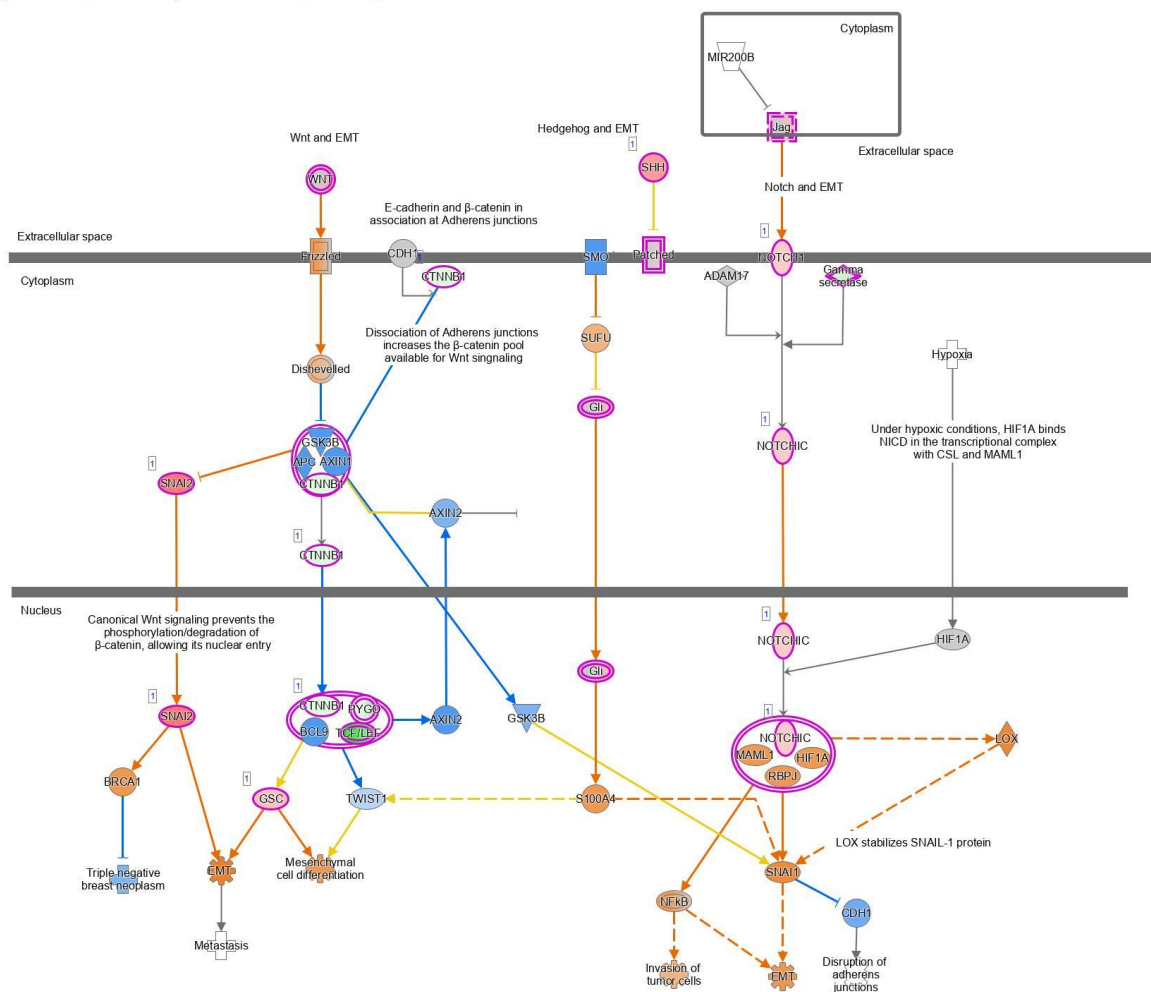 Cytoplasm
MIR200B
Jag
Extracellular space
Wnt and EMT
Hedgehog and EMT
1
WNT
SHH
Notch and EMT
E-cadherin and β-catenin in
association at Adherens junctions
Extracellular space
1
Frizzled
CDH1
1
SMO
Patched
NOTCH1
Cytoplasm
CTNNB1
ADAM17
Gamma
secretase
Dissociation of Adherens junctions
increases the β-catenin pool
available for Wnt singnaling
SUFU
Hypoxia
Dishevelled
Gli
1
Under hypoxic conditions, HIF1A binds
NICD in the transcriptional complex
with CSL and MAML1
GSK3B
NOTCHIC
APC AXIN1
1
SNAI2
CTNNB1
AXIN2
1
CTNNB1
Nucleus
1
Canonical Wnt signaling prevents the
phosphorylation/degradation of
β-catenin, allowing its nuclear entry
NOTCHIC
HIF1A
Gli
1
1
CTNNB1
PYGO
SNAI2
BCL9
TCF/LEF
AXIN2
GSK3B
1
NOTCHIC
LOX
MAML1
HIF1A
RBPJ
BRCA1
1
GSC
TWIST1
S100A4
LOX stabilizes SNAIL-1 protein
Triple negative
breast neoplasm
EMT
Mesenchymal
cell differentiation
SNAI1
NFkB
CDH1
Metastasis
Invasion of
tumor cells
EMT
Disruption of
adherens
junctions